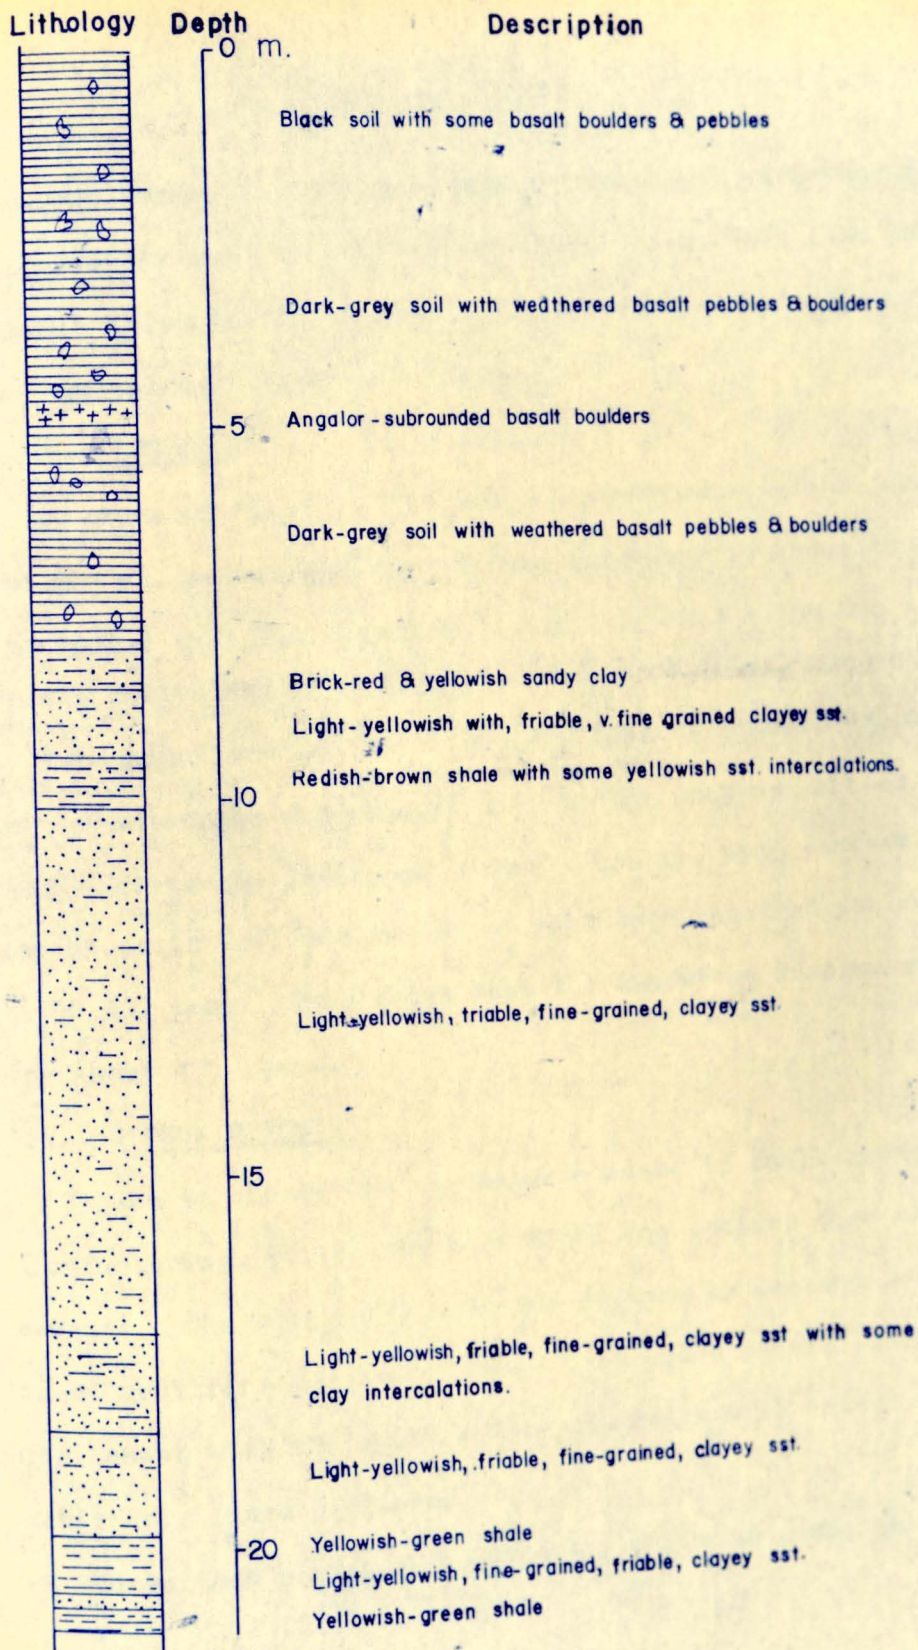 Lithology Depth Description
0 m.
Black soil with some basalt boulders & pebbles
Dark-grey soil with weathered basalt pebbles & boulders
5 Angalor-subrounded basalt boulders
Dark-grey soil with weathered basalt pebbles & boulders
Brick-red & yellowish sandy clay
Light-yellowish with, friable, v. fine grained clayey sst.
Redish-brown shale with some yellowish sst. intercalations.
10
Light-yellowish, triable, fine-grained, clayey sst.
15
Light-yellowish, friable, fine-grained, clayey sst with some
clay intercalations.
Light-yellowish, friable, fine-grained, clayey sst.
20 Yellowish-green shale
Light-yellowish, fine-grained, friable, clayey sst.
Yellowish-green shale